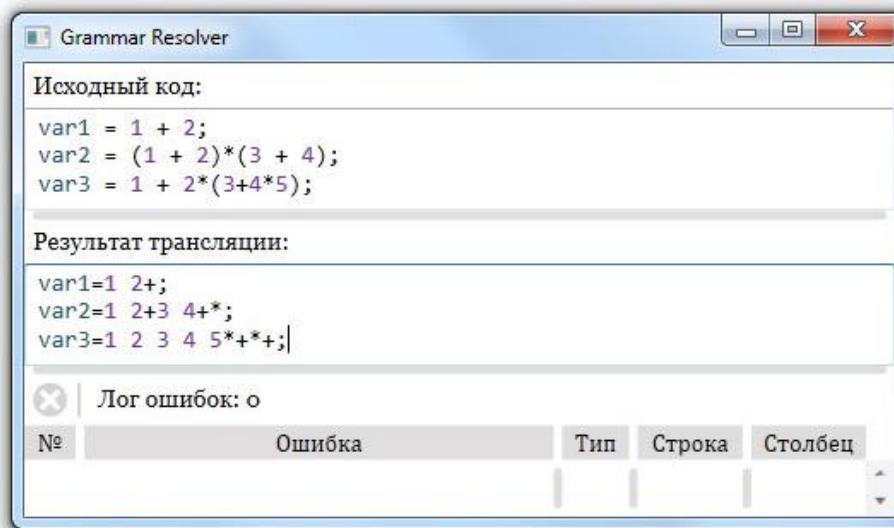 Grammar Resolver
Исходный код:
var1 = 1 + 2;
var2 = (1 + 2)*(3 + 4);
var3 = 1 + 2*(3+4*5);
Результат трансляции:
var1=1 2+;
var2=1 2+3 4+*;
var3=1 2 3 4 5*+*+;
Лог ошибок: 0
№ Ошибка Тип Строка Столбец